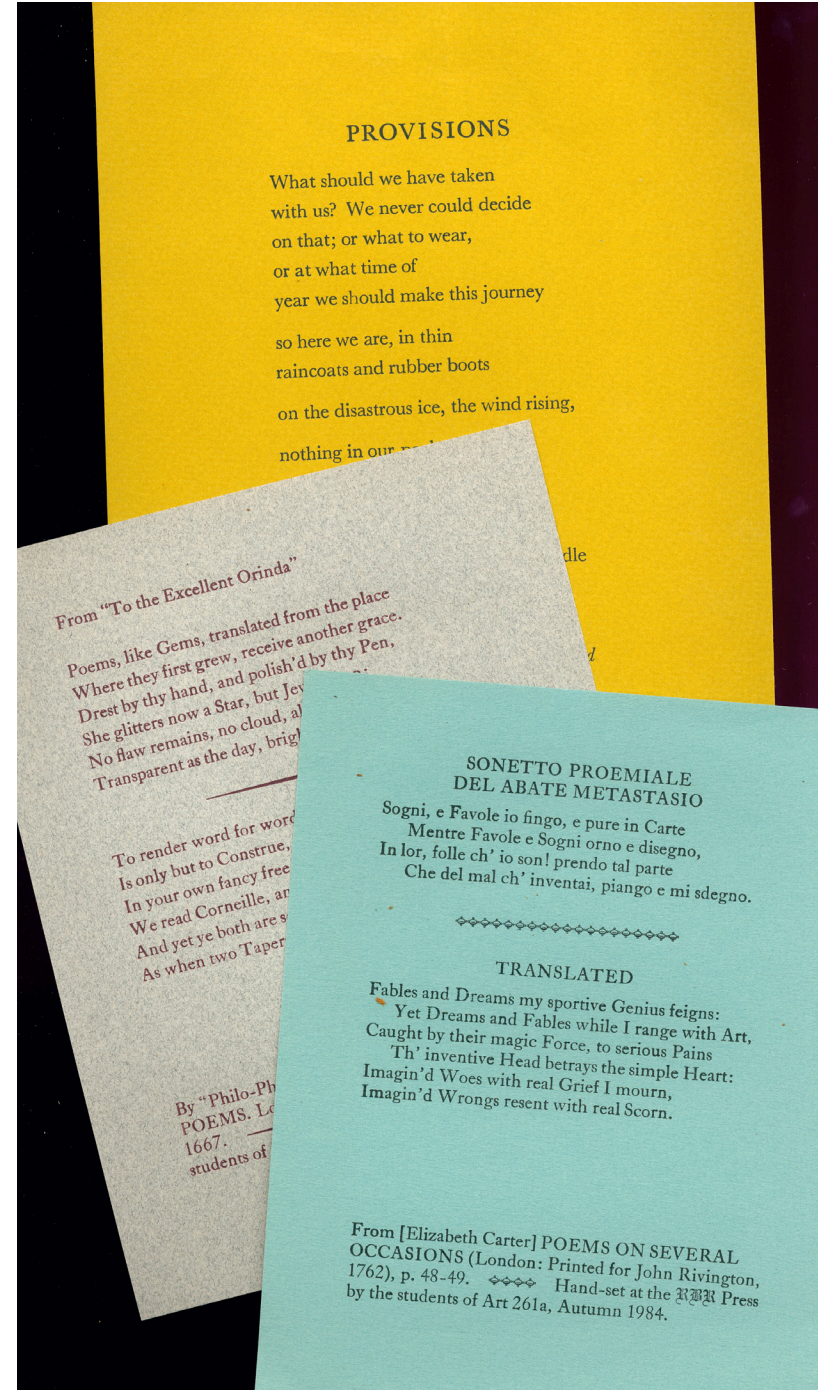 PROVISIONS
What should we have taken
with us? We never could decide
on that; or what to wear,
or at what time of
year we should make this journey
so here we are, in thin
raincoats and rubber boots
on the disastrous ice, the wind rising,
nothing in our
dle
d
From “To the Excellent Orinda”
Poems, like Gems, translated from the place
Where they first grew, receive another grace.
Drest by thy hand, and polish’d by thy Pen,
She glitters now a Star, but
No flaw remains, no cloud,
Transparent as the day,
To render word for word
Is only but to Construe,
In your own fancy free
We read Corneille,
And yet ye both are
As when two Taper
By “Philo-Ph
POEMS.
1667.
students of
SONETTO PROEMIALE
DEL ABATE METASTASIO
Sogni, e Favole io fingo, e pure in Carte
Mentre Favole e Sogni orno e disegno,
In lor, folle ch’ io son! prendo tal parte
Che del mal ch’ inventai, piango e mi sdegno.
TRANSLATED
Fables and Dreams my sportive Genius feigns:
Yet Dreams and Fables while I range with Art,
Caught by their magic Force, to serious Pains
Th’ inventive Head betrays the simple Heart:
Imagin’d Woes with real Grief I mourn,
Imagin’d Wrongs resent with real Scorn.
From [Elizabeth Carter] POEMS ON SEVERAL
OCCASIONS (London: Printed for John Rivington,
1762), p. 48-49. Hand-set at the RBR Press
by the students of Art 261a, Autumn 1984.